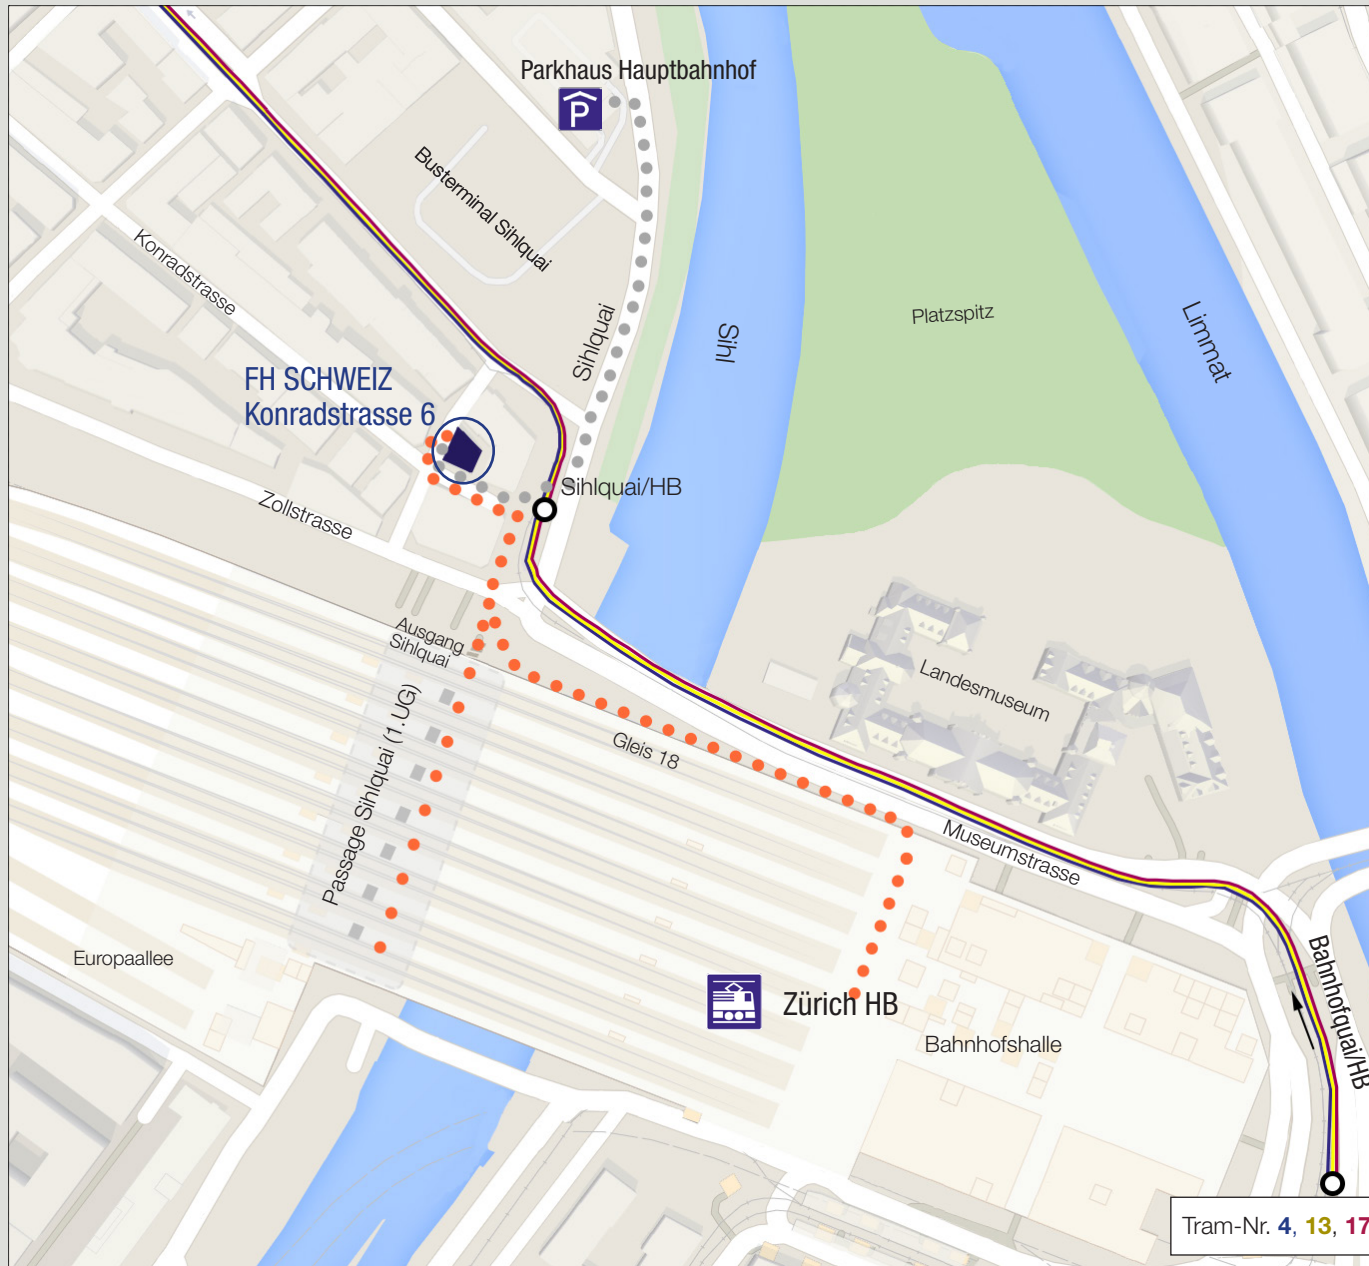 Parkhaus Hauptbahnhof
P
Busterminal Sihlquai
Konradstrasse
Sihlquai
Sihl
Platzspitz
Limmat
FH SCHWEIZ
Konradstrasse 6
Sihlquai/HB
Zollstrasse
Ausgang
Sihlquai
Landesmuseum
Passage Sihlquai (1.UG)
Gleis 18
Museumstrasse
Europaallee
Zürich HB
Bahnhofshalle
Bahnhofquai/HB
Tram-Nr. 4, 13, 17